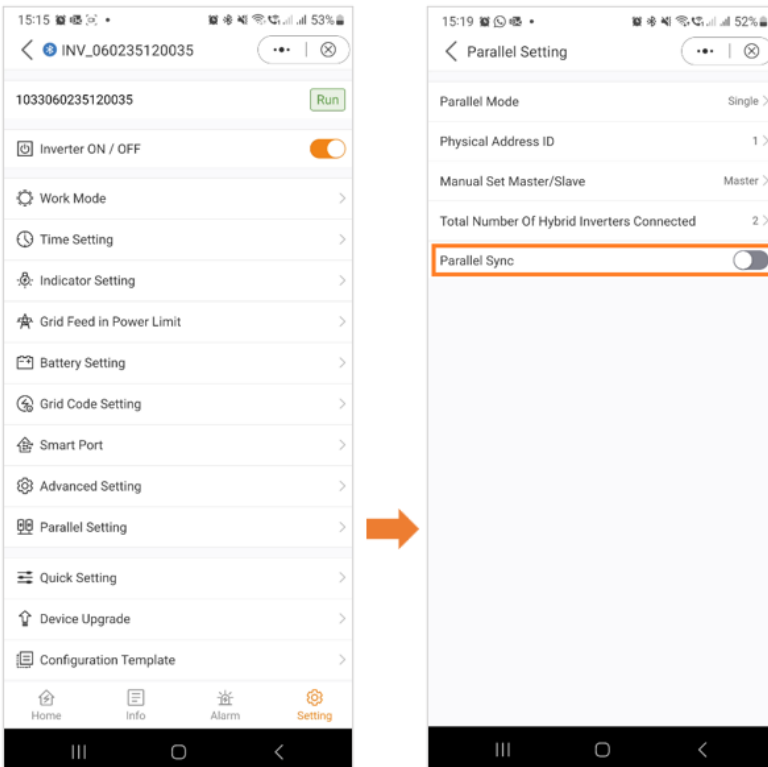 15:15
53%
INV_060235120035
1033060235120035
Run
Inverter ON / OFF
Work Mode
Time Setting
Indicator Setting
Grid Feed in Power Limit
Battery Setting
Grid Code Setting
Smart Port
Advanced Setting
Parallel Setting
Quick Setting
Device Upgrade
Configuration Template
Home
Info
Alarm
Setting
15:19
52%
Parallel Setting
Parallel Mode
Single
Physical Address ID
1
Manual Set Master/Slave
Master
Total Number Of Hybrid Inverters Connected
2
Parallel Sync